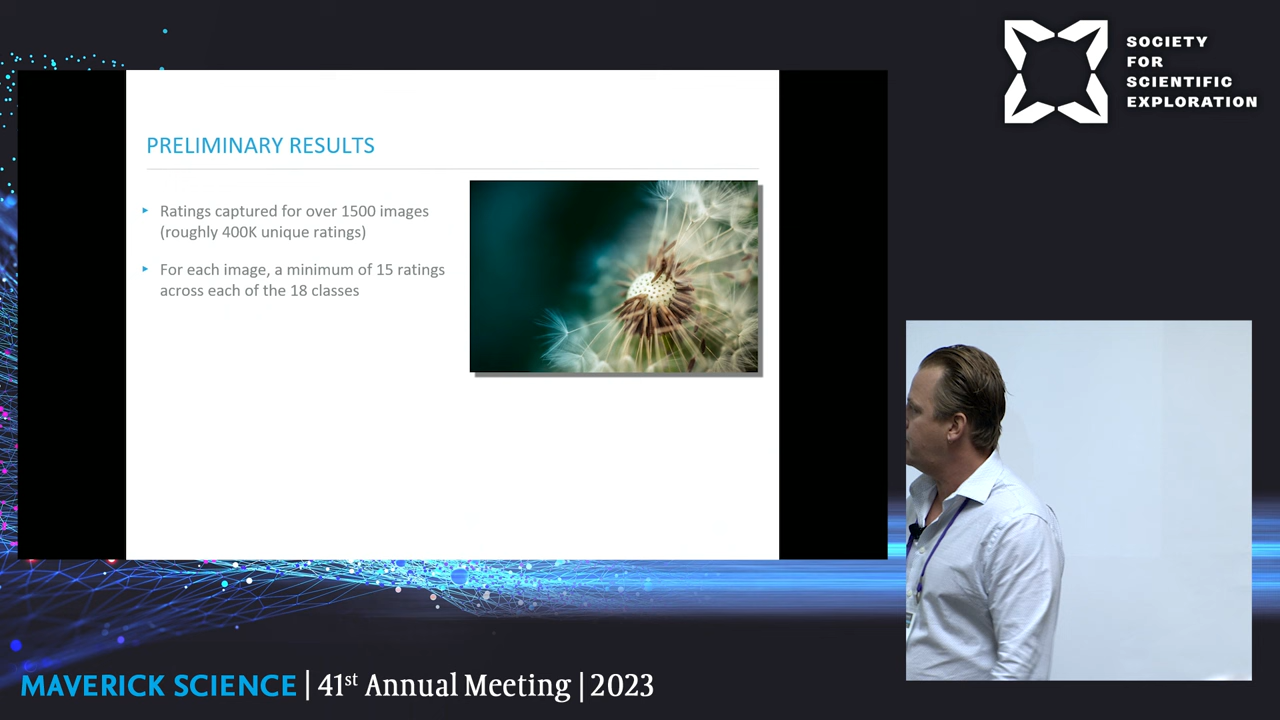 SOCIETY
FOR
SCIENTIFIC
EXPLORATION
PRELIMINARY RESULTS
Ratings captured for over 1500 images
(roughly 400K unique ratings)
For each image, a minimum of 15 ratings
across each of the 18 classes
MAVERICK SCIENCE | 41st Annual Meeting | 2023